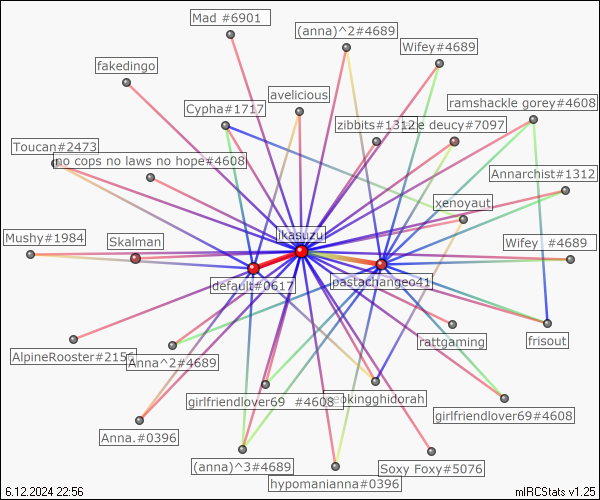 Mad #6901
(anna)^2#4689
Wifey#4689
fakedingo
avelicious
ramshackle gorey#4608
Cypha#1717
zibbits#1312
deucy#7097
Toucan#2473
no cops no laws no hope#4608
Annarchist#1312
xenoyaut
Mushy#1984
Skalman
jkasuzu
Wifey #4689
default#0617
pastachangeo41
rattgaming
frisout
AlpineRooster#2155
Anna^2#4689
girlfriendlover69 #4608
kingghidorah
girlfriendlover69#4608
Anna.#0396
(anna)^3#4689
Soxy Foxy#5076
hypomanianna#0396
6.12.2024 22:56
mIRCStats v1.25